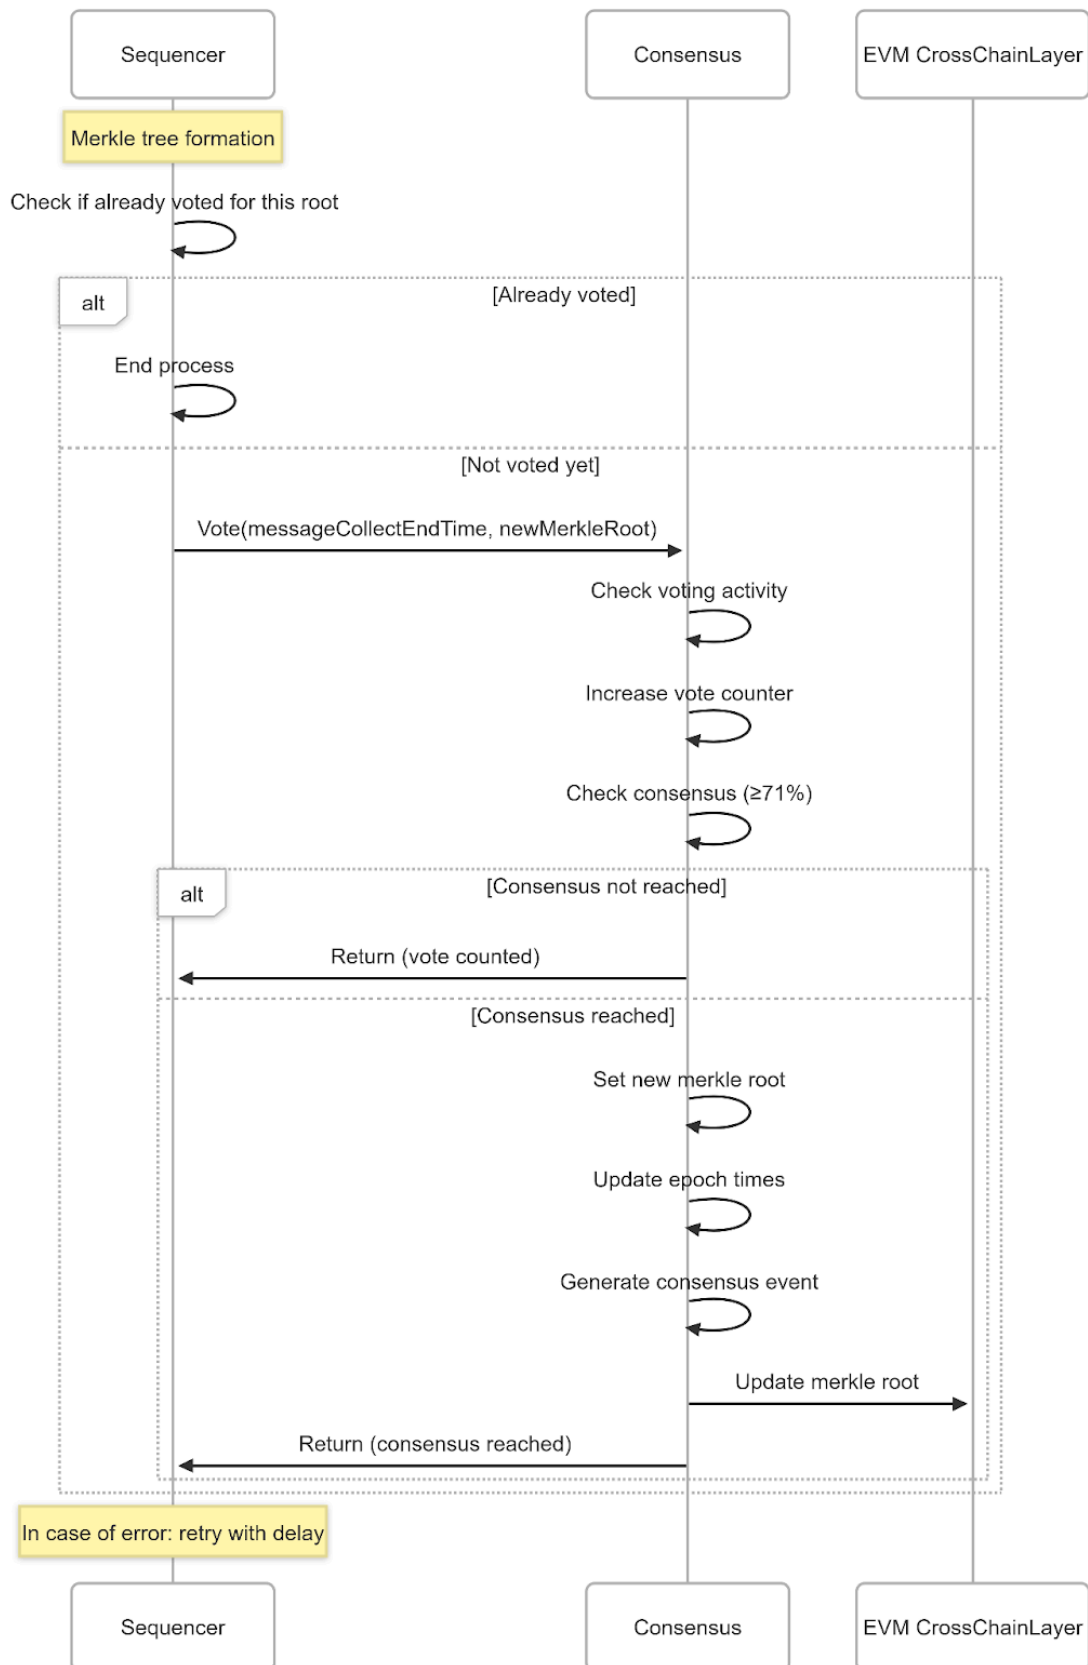 Sequencer
Consensus
EVM CrossChainLayer
Merkle tree formation
Check if already voted for this root
alt
[Already voted]
End process
[Not voted yet]
Vote(messageCollectEndTime, newMerkleRoot)
Check voting activity
Increase vote counter
Check consensus (≥71%)
alt
[Consensus not reached]
Return (vote counted)
[Consensus reached]
Set new merkle root
Update epoch times
Generate consensus event
Update merkle root
Return (consensus reached)
In case of error: retry with delay
Sequencer
Consensus
EVM CrossChainLayer